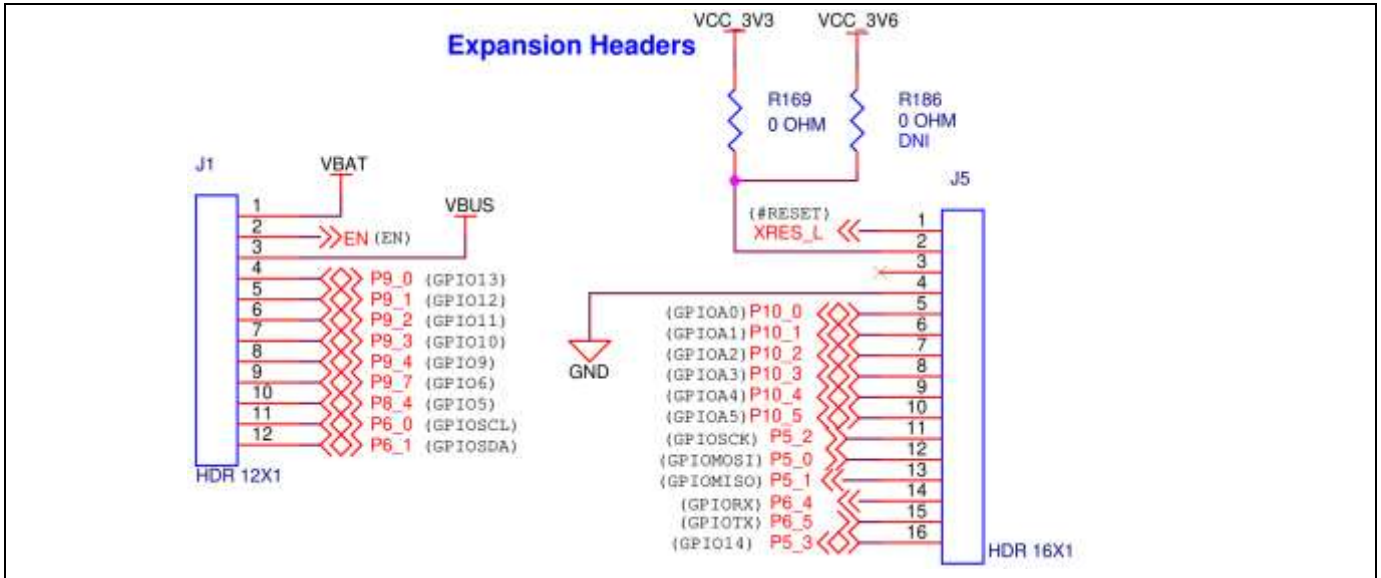 VCC_3V3 VCC_3V6
Expansion Headers
R169
0 OHM
R186
0 OHM
DNI
J1
VBAT
VBUS
1
2 EN (EN)
3
4 P9_0 (GPIO13)
5 P9_1 (GPIO12)
6 P9_2 (GPIO11)
7 P9_3 (GPIO10)
8 P9_4 (GPIO9)
9 P9_7 (GPIO6)
10 P8_4 (GPIO5)
11 P6_0 (GPIOSCL)
12 P6_1 (GPIOSDA)
HDR 12X1
GND
J5
(#RESET)
XRES_L 1
2
3
4
(GPIOA0) P10_0 5
(GPIOA1) P10_1 6
(GPIOA2) P10_2 7
(GPIOA3) P10_3 8
(GPIOA4) P10_4 9
(GPIOA5) P10_5 10
(GPIOSCK) P5_2 11
(GPIOMOSI) P5_0 12
(GPIOMISO) P5_1 13
(GPIORX) P6_4 14
(GPIOTX) P6_5 15
(GPIO14) P5_3 16
HDR 16X1